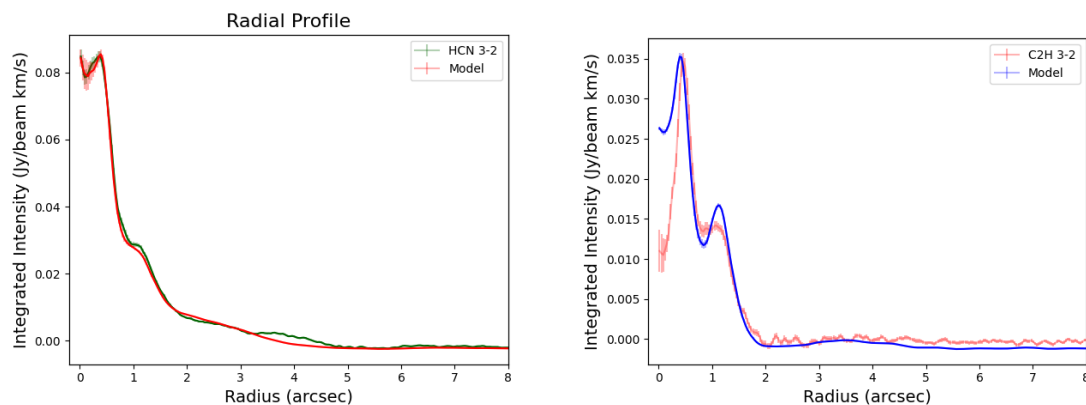 Radial Profile
Integrated Intensity (Jy/beam km/s)
0.08
0.06
0.04
0.02
0.00
HCN 3-2
Model
0 1 2 3 4 5 6 7 8
Radius (arcsec)
Integrated Intensity (Jy/beam km/s)
0.035
0.030
0.025
0.020
0.015
0.010
0.005
0.000
C2H 3-2
Model
0 1 2 3 4 5 6 7 8
Radius (arcsec)